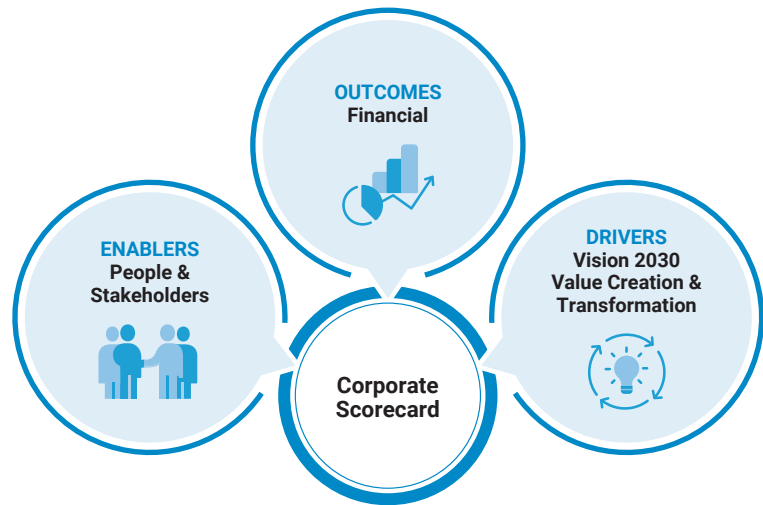 OUTCOMES
Financial
ENABLERS
People &
Stakeholders
DRIVERS
Vision 2030
Value Creation &
Transformation
Corporate
Scorecard